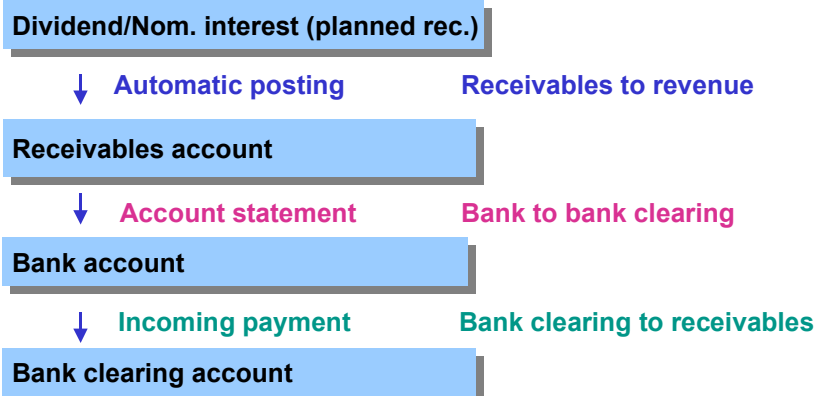 Dividend/Nom. interest (planned rec.)
Automatic posting Receivables to revenue
Receivables account
Account statement Bank to bank clearing
Bank account
Incoming payment Bank clearing to receivables
Bank clearing account